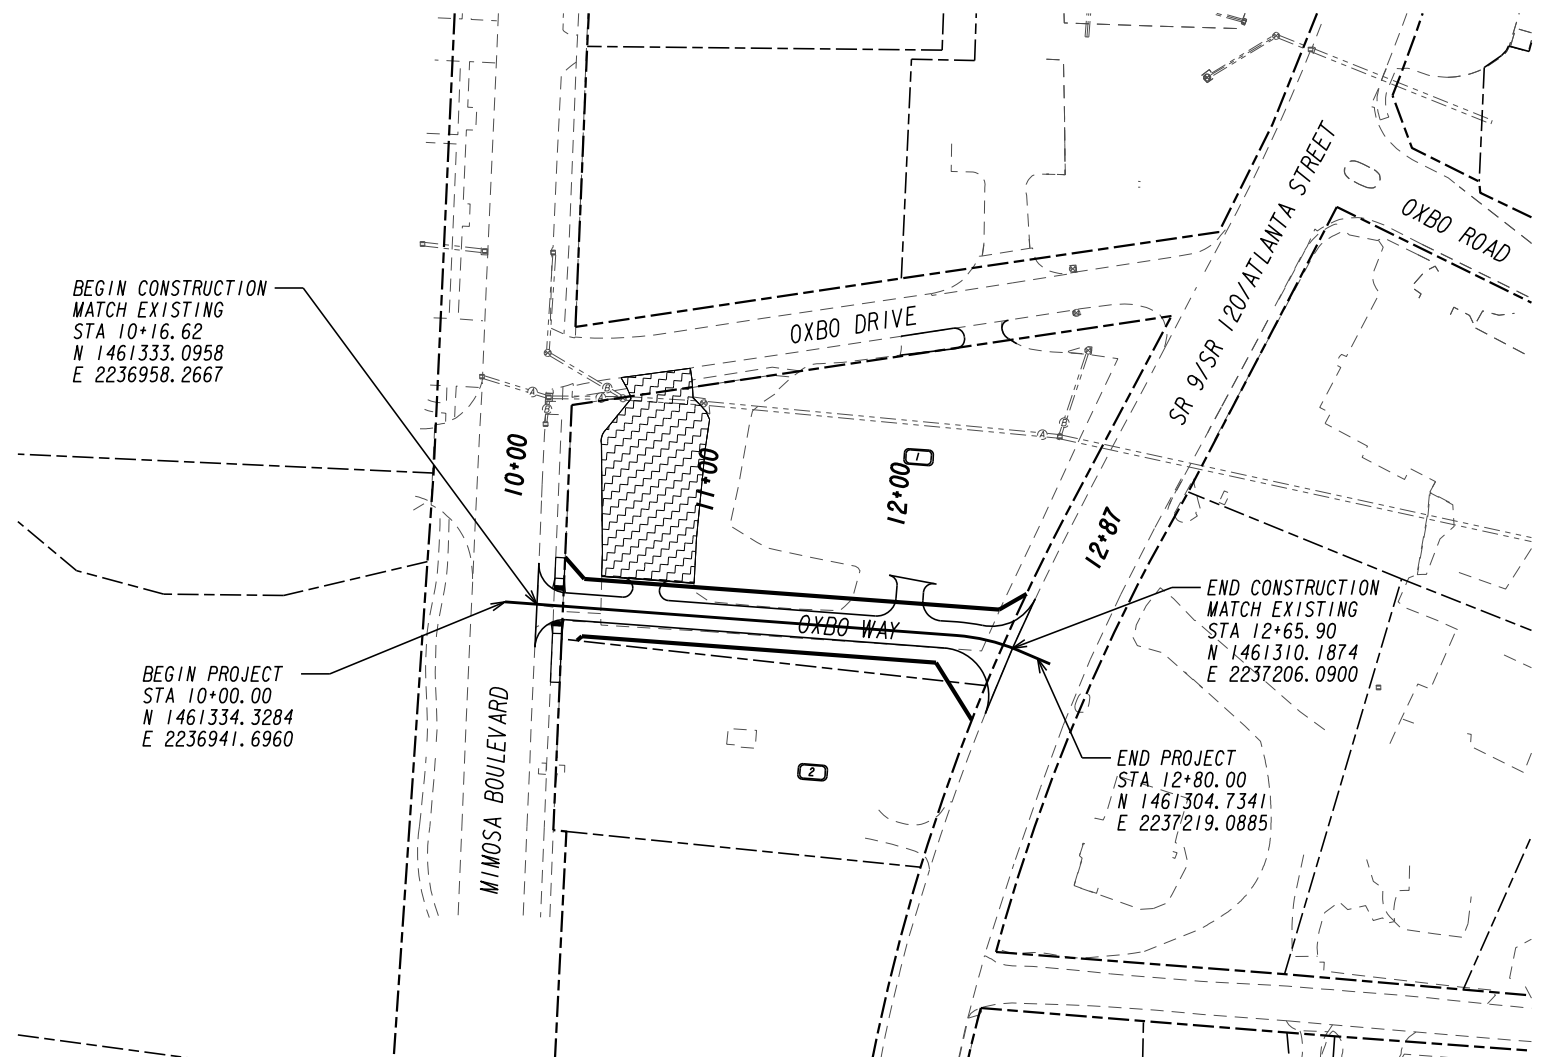 BEGIN CONSTRUCTION
MATCH EXISTING
STA 10+16.62
N 1461333.0958
E 2236958.2667
BEGIN PROJECT
STA 10+00.00
N 1461334.3284
E 2236941.6960
MIMOSA BOULEVARD
10+00
11+00
12+00
12+87
1
2
OXBO DRIVE
OXBO WAY
SR 9/SR 120/ATLANTA STREET
OXBO ROAD
END CONSTRUCTION
MATCH EXISTING
STA 12+65.90
N 1461310.1874
E 2237206.0900
END PROJECT
STA 12+80.00
N 1461304.7341
E 2237219.0885